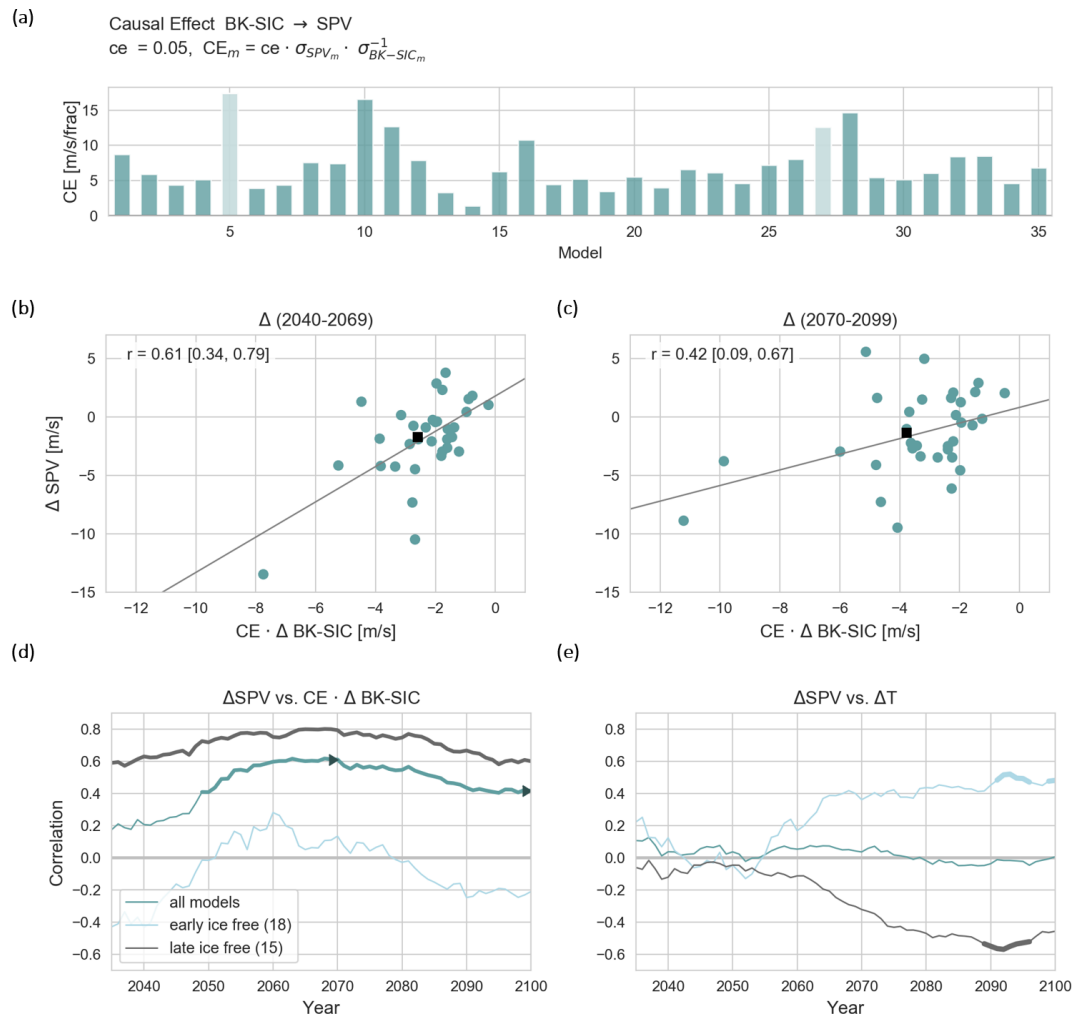 (a)
Causal Effect BK-SIC → SPV
ce = 0.05, CE_m = ce · σ_{SPV_m} · σ^{-1}_{BK−SIC_m}
CE [m/s/frac]
15
10
5
0
5 10 15 20 25 30 35
Model
(b)
Δ (2040-2069)
r = 0.61 [0.34, 0.79]
Δ SPV [m/s]
5
0
−5
−10
−15
−12 −10 −8 −6 −4 −2 0
CE · Δ BK-SIC [m/s]
(c)
Δ (2070-2099)
r = 0.42 [0.09, 0.67]
5
0
−5
−10
−15
−12 −10 −8 −6 −4 −2 0
CE · Δ BK-SIC [m/s]
(d)
ΔSPV vs. CE · Δ BK-SIC
Correlation
0.8
0.6
0.4
0.2
0.0
−0.2
−0.4
−0.6
all models
early ice free (18)
late ice free (15)
2040 2050 2060 2070 2080 2090 2100
Year
(e)
ΔSPV vs. ΔT
0.8
0.6
0.4
0.2
0.0
−0.2
−0.4
−0.6
2040 2050 2060 2070 2080 2090 2100
Year